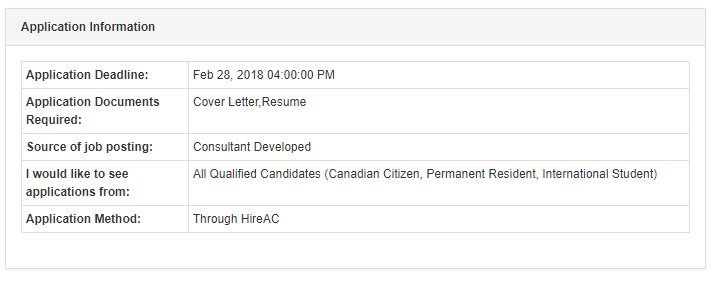 Application Information
Application Deadline: Feb 28, 2018 04:00:00 PM
Application Documents Required: Cover Letter,Resume
Source of job posting: Consultant Developed
I would like to see applications from: All Qualified Candidates (Canadian Citizen, Permanent Resident, International Student)
Application Method: Through HireAC